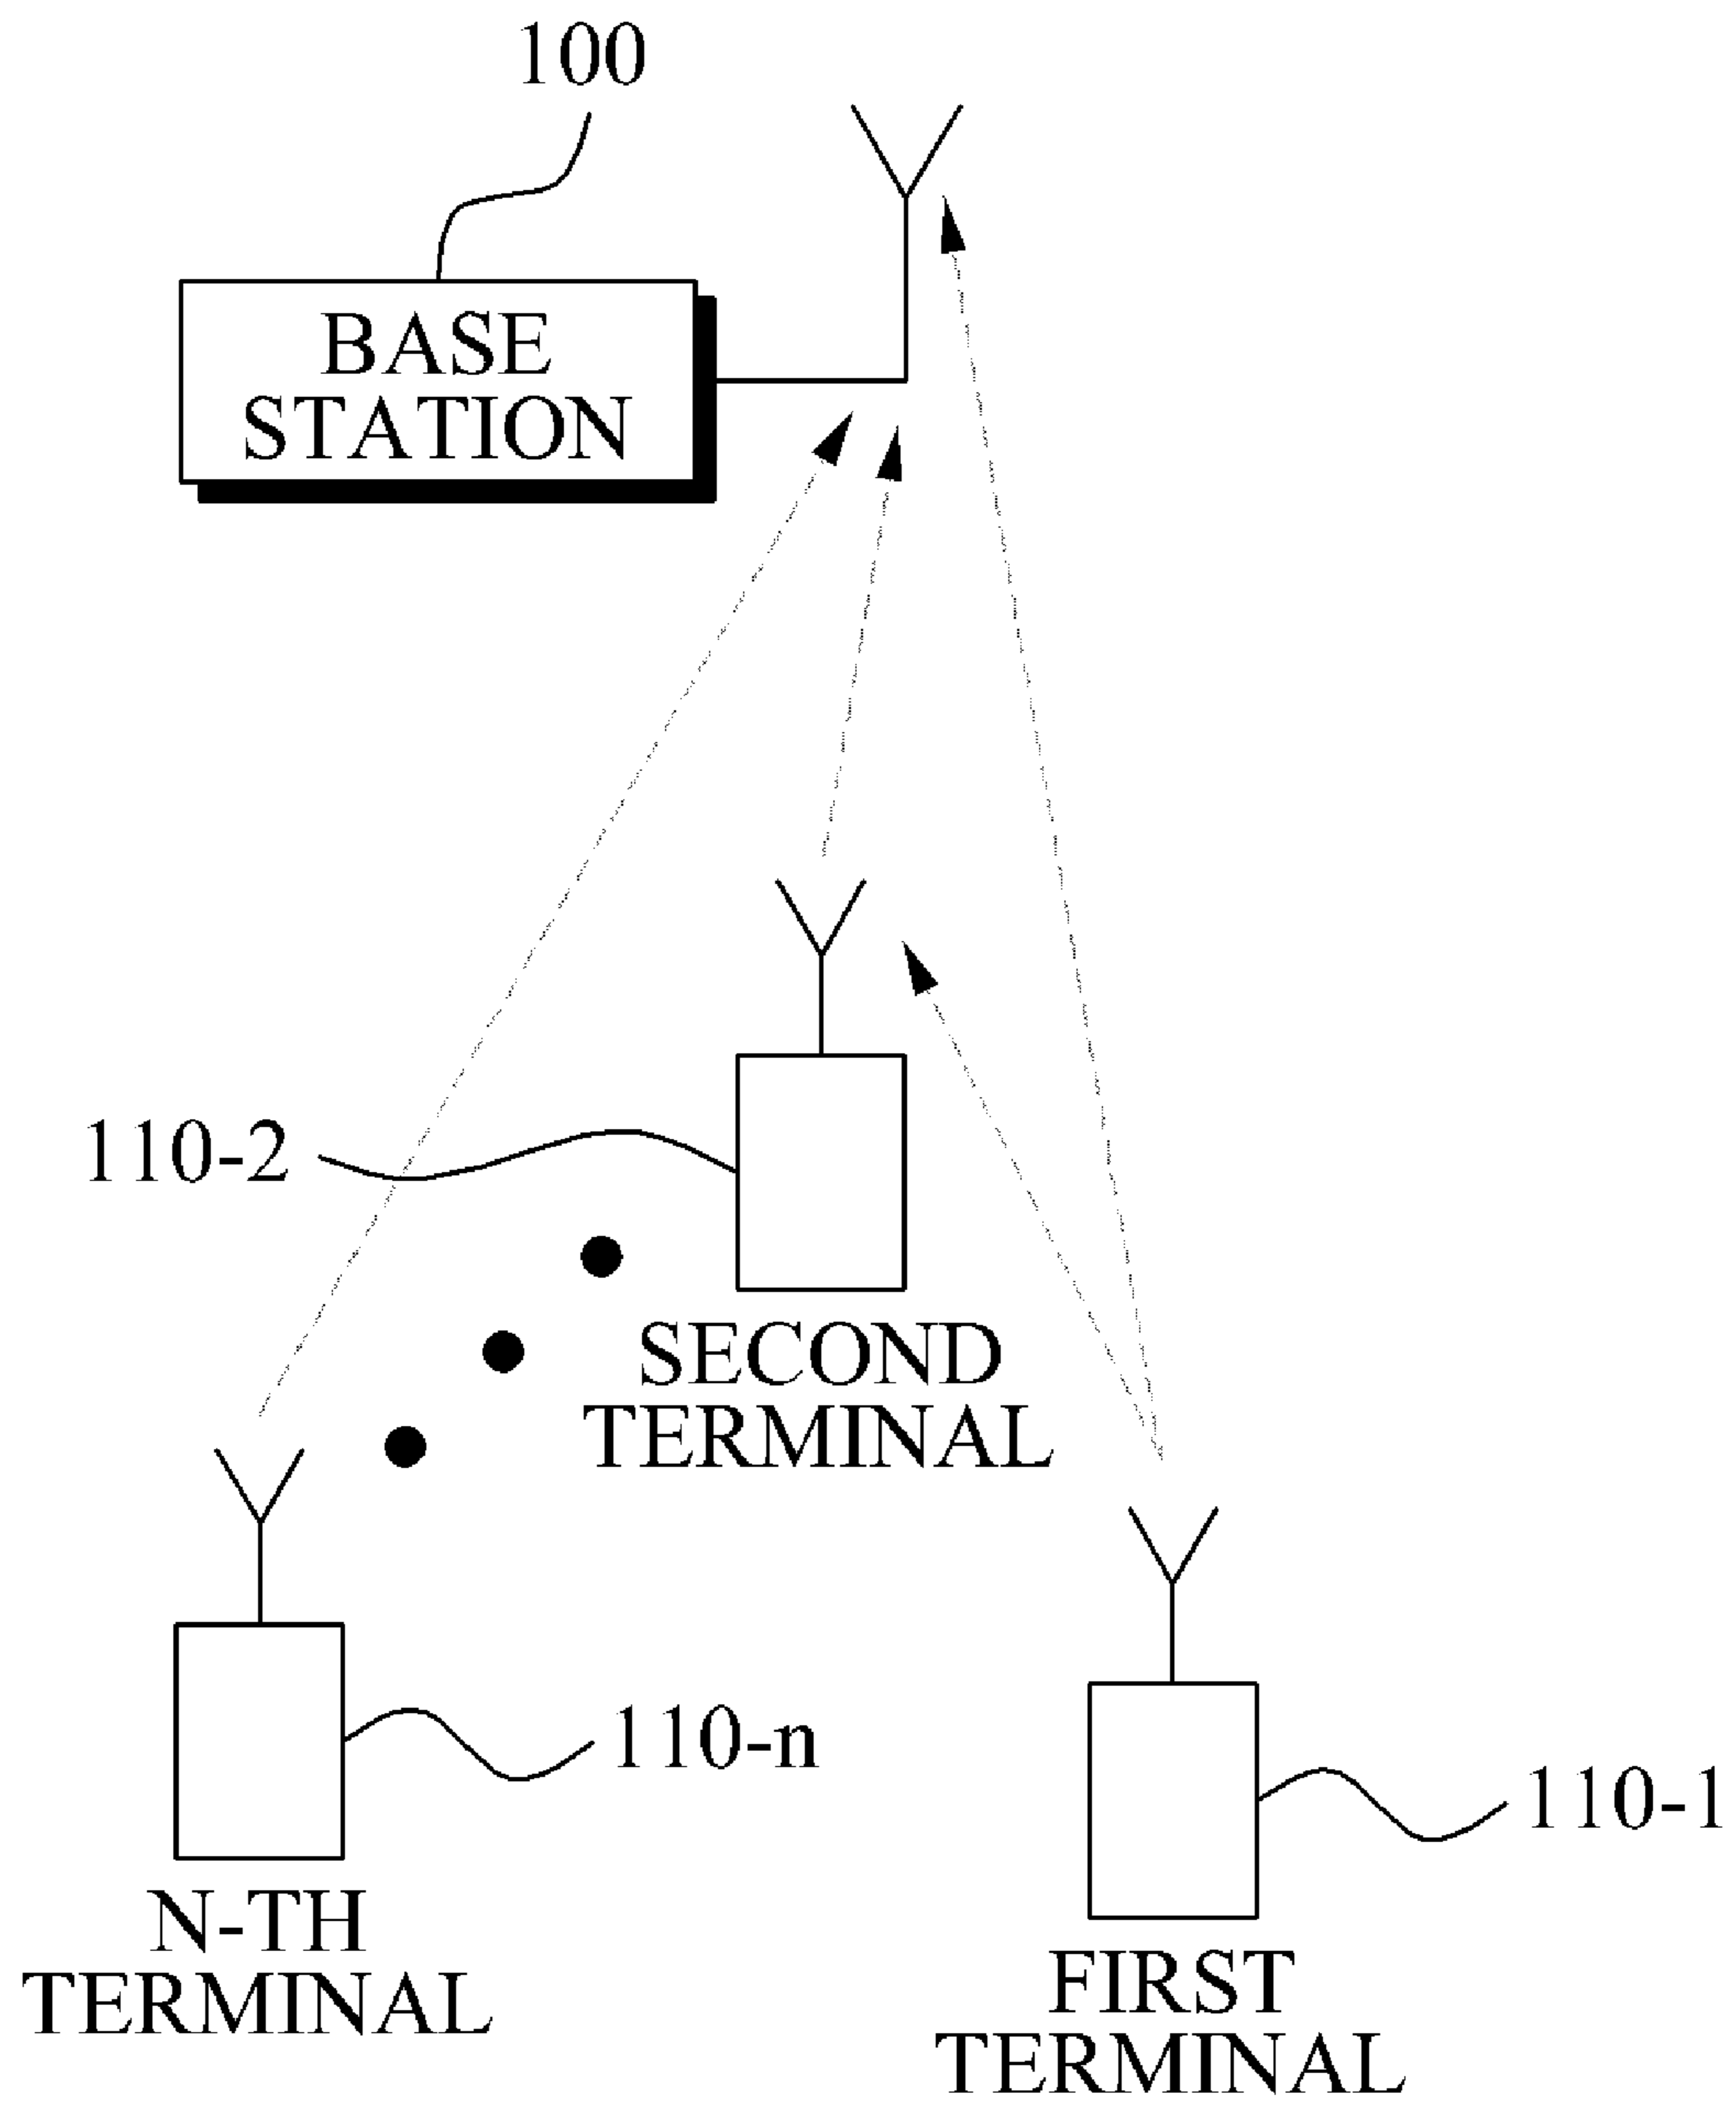 100
BASE
STATION
110-2
SECOND
TERMINAL
110-n
110-1
N-TH
TERMINAL
FIRST
TERMINAL